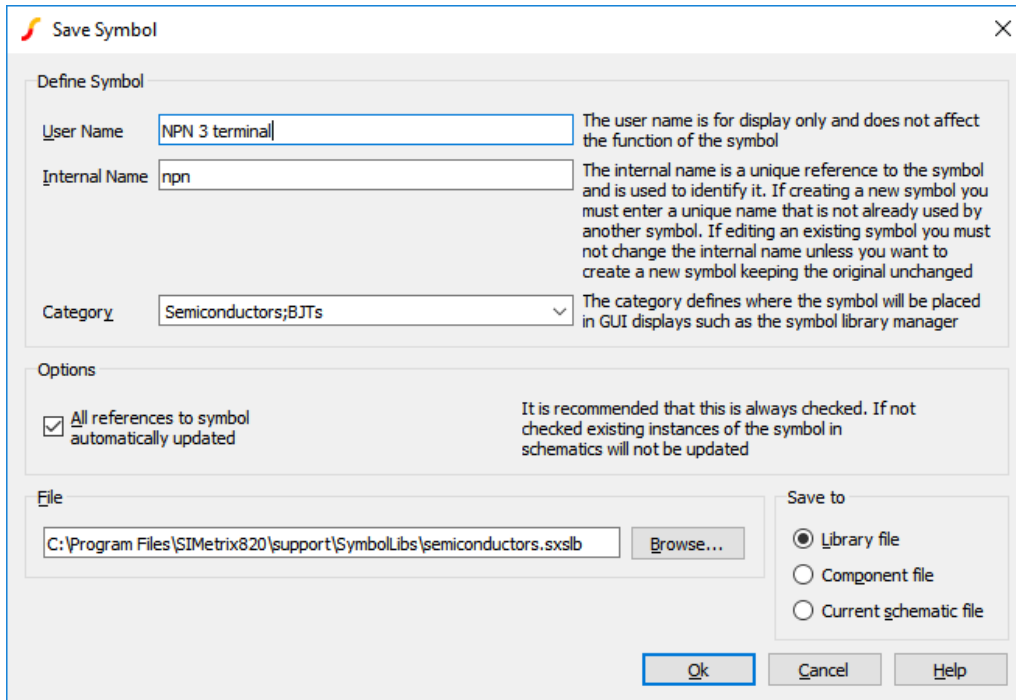 Save Symbol
Define Symbol
User Name
NPN 3 terminal
The user name is for display only and does not affect
the function of the symbol
Internal Name
npn
The internal name is a unique reference to the symbol
and is used to identify it. If creating a new symbol you
must enter a unique name that is not already used by
another symbol. If editing an existing symbol you must
not change the internal name unless you want to
create a new symbol keeping the original unchanged
Category
Semiconductors;BJTs
The category defines where the symbol will be placed
in GUI displays such as the symbol library manager
Options
All references to symbol
automatically updated
It is recommended that this is always checked. If not
checked existing instances of the symbol in
schematics will not be updated
File
C:\Program Files\SIMetrix820\support\SymbolLibs\semiconductors.sxslb
Browse...
Save to
Library file
Component file
Current schematic file
Ok
Cancel
Help